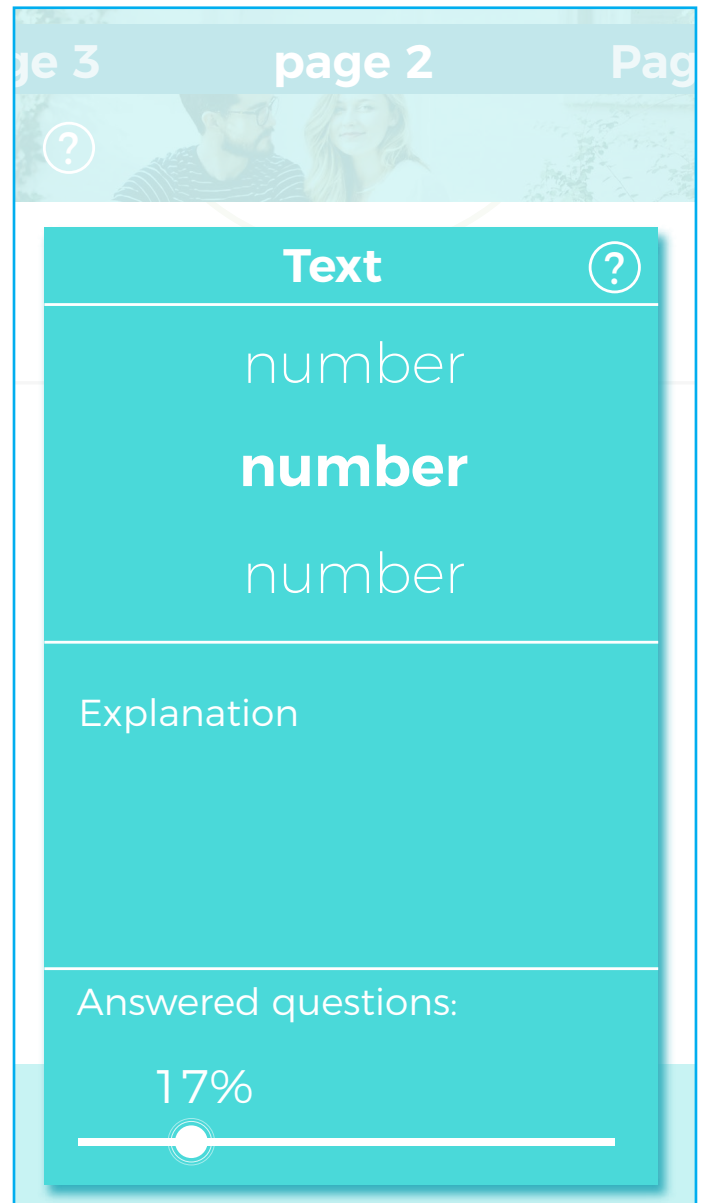 ge 3 page 2 Pag
?
Text ?
number
number
number
Explanation
Answered questions:
17%